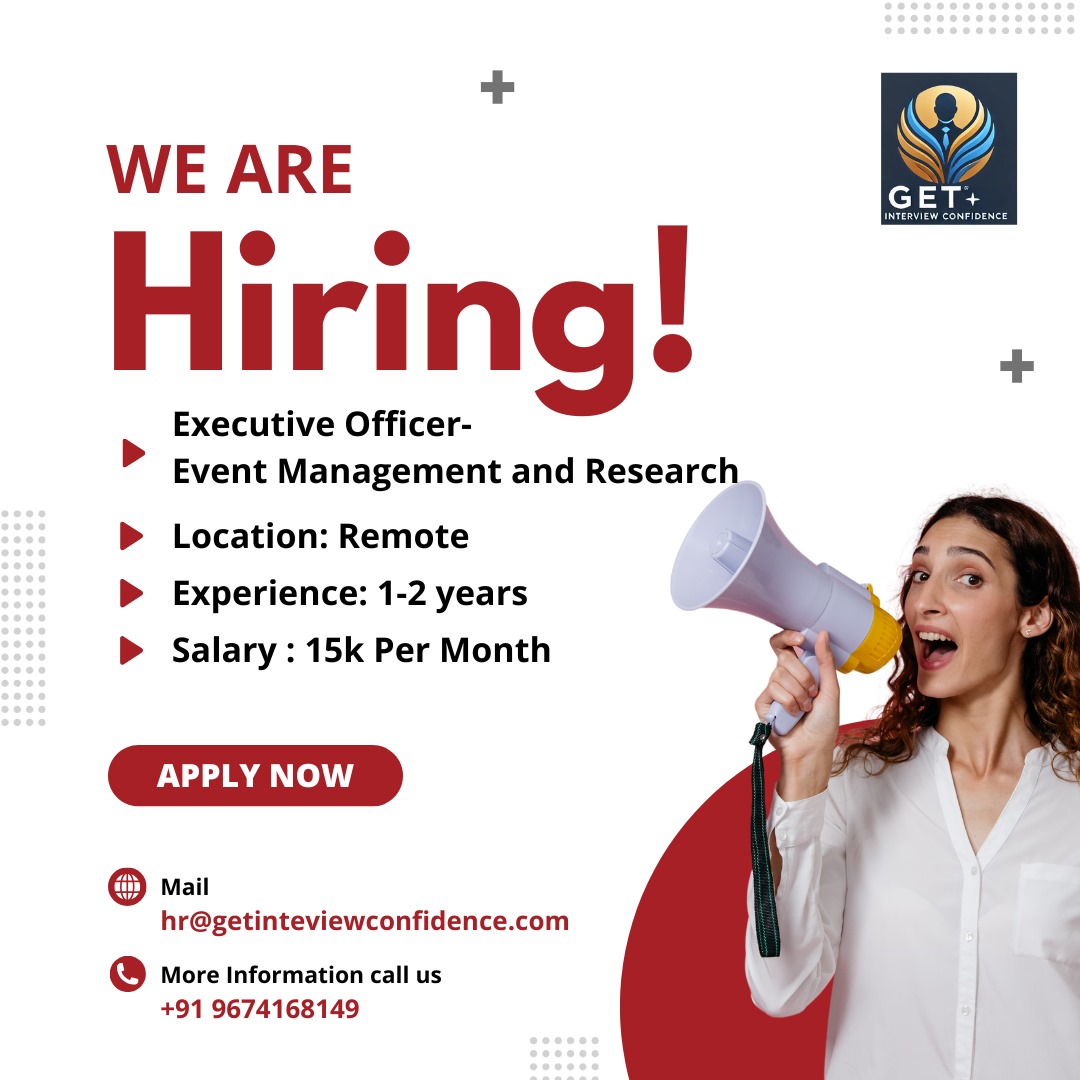 GET+
INTERVIEW CONFIDENCE
WE ARE
Hiring!
Executive Officer-
Event Management and Research
Location: Remote
Experience: 1-2 years
Salary : 15k Per Month
APPLY NOW
Mail
hr@getinteviewconfidence.com
More Information call us
+91 9674168149